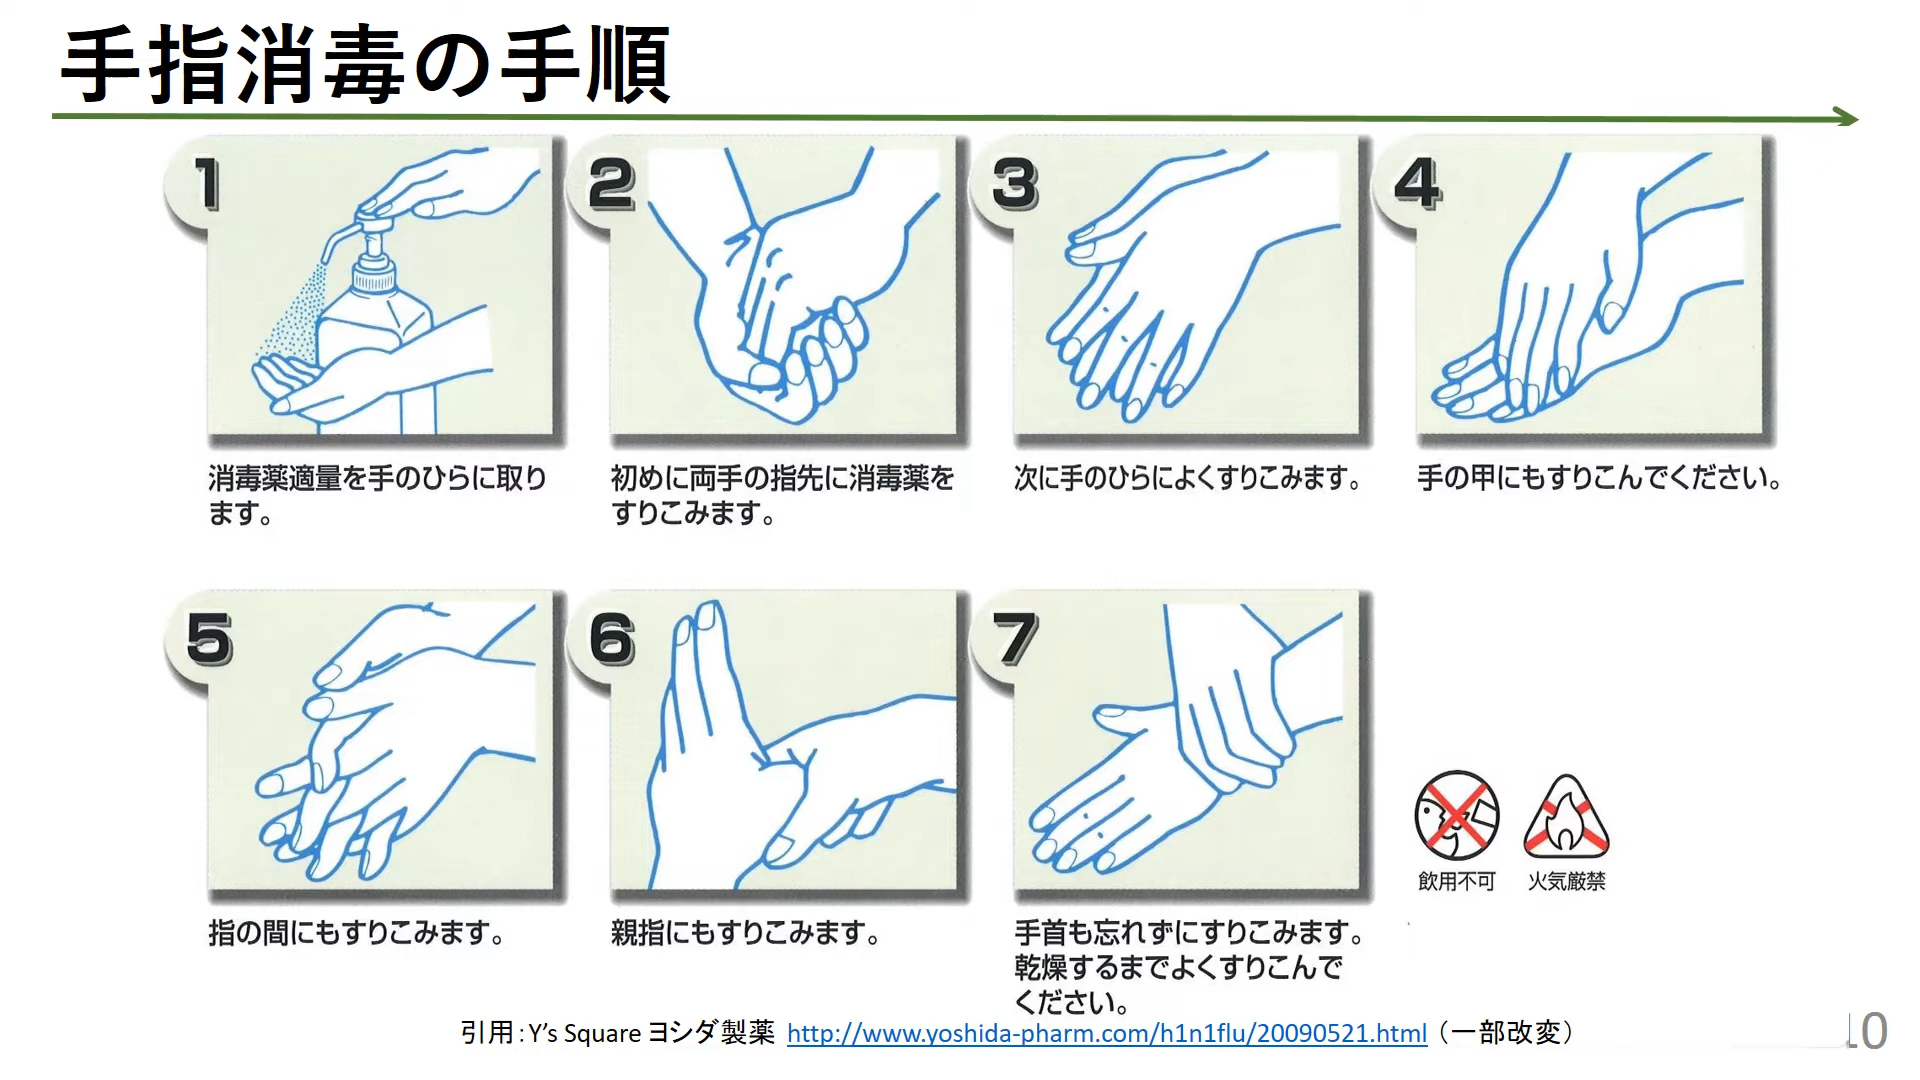 手指消毒の手順
1
消毒薬適量を手のひらに取り
ます。
2
初めに両手の指先に消毒薬を
すりこみます。
3
次に手のひらによくすりこみます。
4
手の甲にもすりこんでください。
5
指の間にもすりこみます。
6
親指にもすりこみます。
7
手首も忘れずにすりこみます。
乾燥するまでよくすりこんで
ください。
飲用不可
火気厳禁
引用：Y’s Square ヨシダ製薬 http://www.yoshida-pharm.com/h1n1flu/20090521.html （一部改変）
10